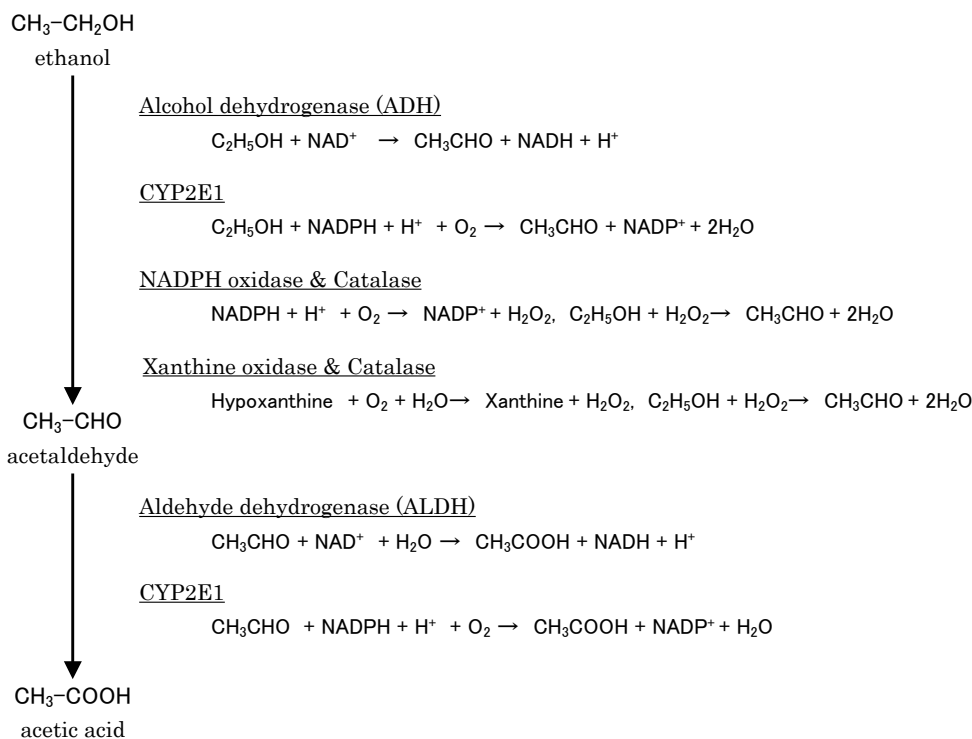 CH₃−CH₂OH
ethanol
Alcohol dehydrogenase (ADH)
C₂H₅OH + NAD⁺ → CH₃CHO + NADH + H⁺
CYP2E1
C₂H₅OH + NADPH + H⁺ + O₂ → CH₃CHO + NADP⁺ + 2H₂O
NADPH oxidase & Catalase
NADPH + H⁺ + O₂ → NADP⁺ + H₂O₂, C₂H₅OH + H₂O₂→ CH₃CHO + 2H₂O
Xanthine oxidase & Catalase
Hypoxanthine + O₂ + H₂O→ Xanthine + H₂O₂, C₂H₅OH + H₂O₂→ CH₃CHO + 2H₂O
CH₃−CHO
acetaldehyde
Aldehyde dehydrogenase (ALDH)
CH₃CHO + NAD⁺ + H₂O → CH₃COOH + NADH + H⁺
CYP2E1
CH₃CHO + NADPH + H⁺ + O₂ → CH₃COOH + NADP⁺ + H₂O
CH₃−COOH
acetic acid